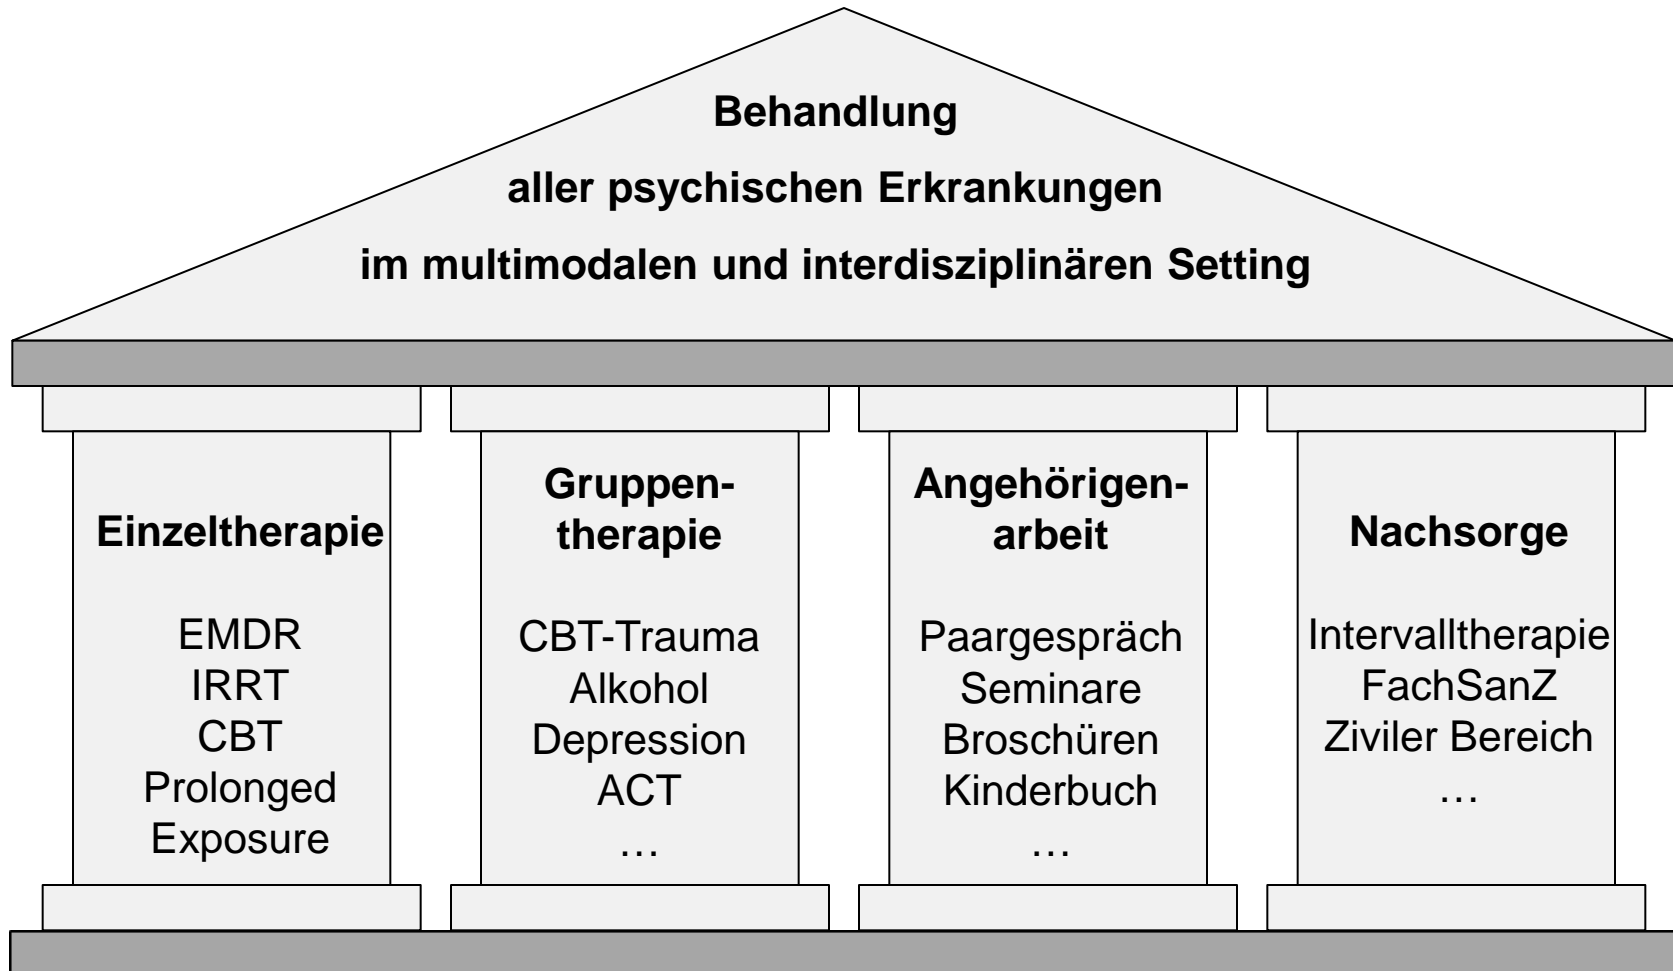 Behandlung
aller psychischen Erkrankungen
im multimodalen und interdisziplinären Setting
Einzeltherapie
EMDR
IRRT
CBT
Prolonged
Exposure
Gruppen-
therapie
CBT-Trauma
Alkohol
Depression
ACT
…
Angehörigen-
arbeit
Paargespräch
Seminare
Broschüren
Kinderbuch
…
Nachsorge
Intervalltherapie
FachSanZ
Ziviler Bereich
…